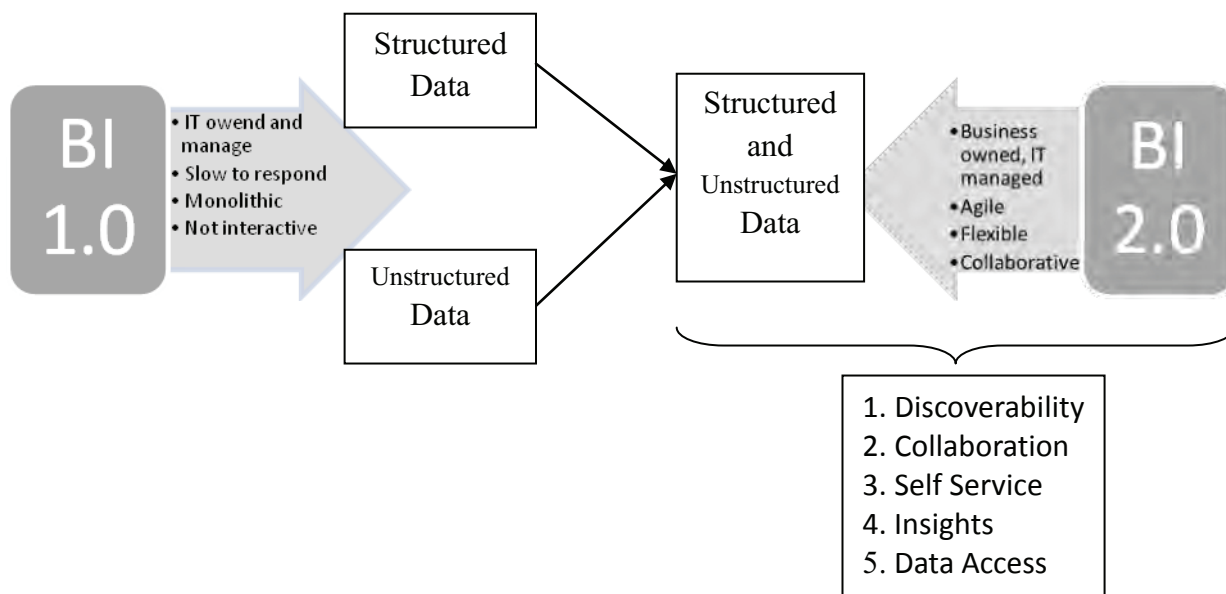 BI
1.0
• IT owend and
manage
• Slow to respond
• Monolithic
• Not interactive
Structured
Data
Unstructured
Data
Structured
and
Unstructured
Data
•Business
owned, IT
managed
•Agile
•Flexible
•Collaborative
BI
2.0
1. Discoverability
2. Collaboration
3. Self Service
4. Insights
5. Data Access